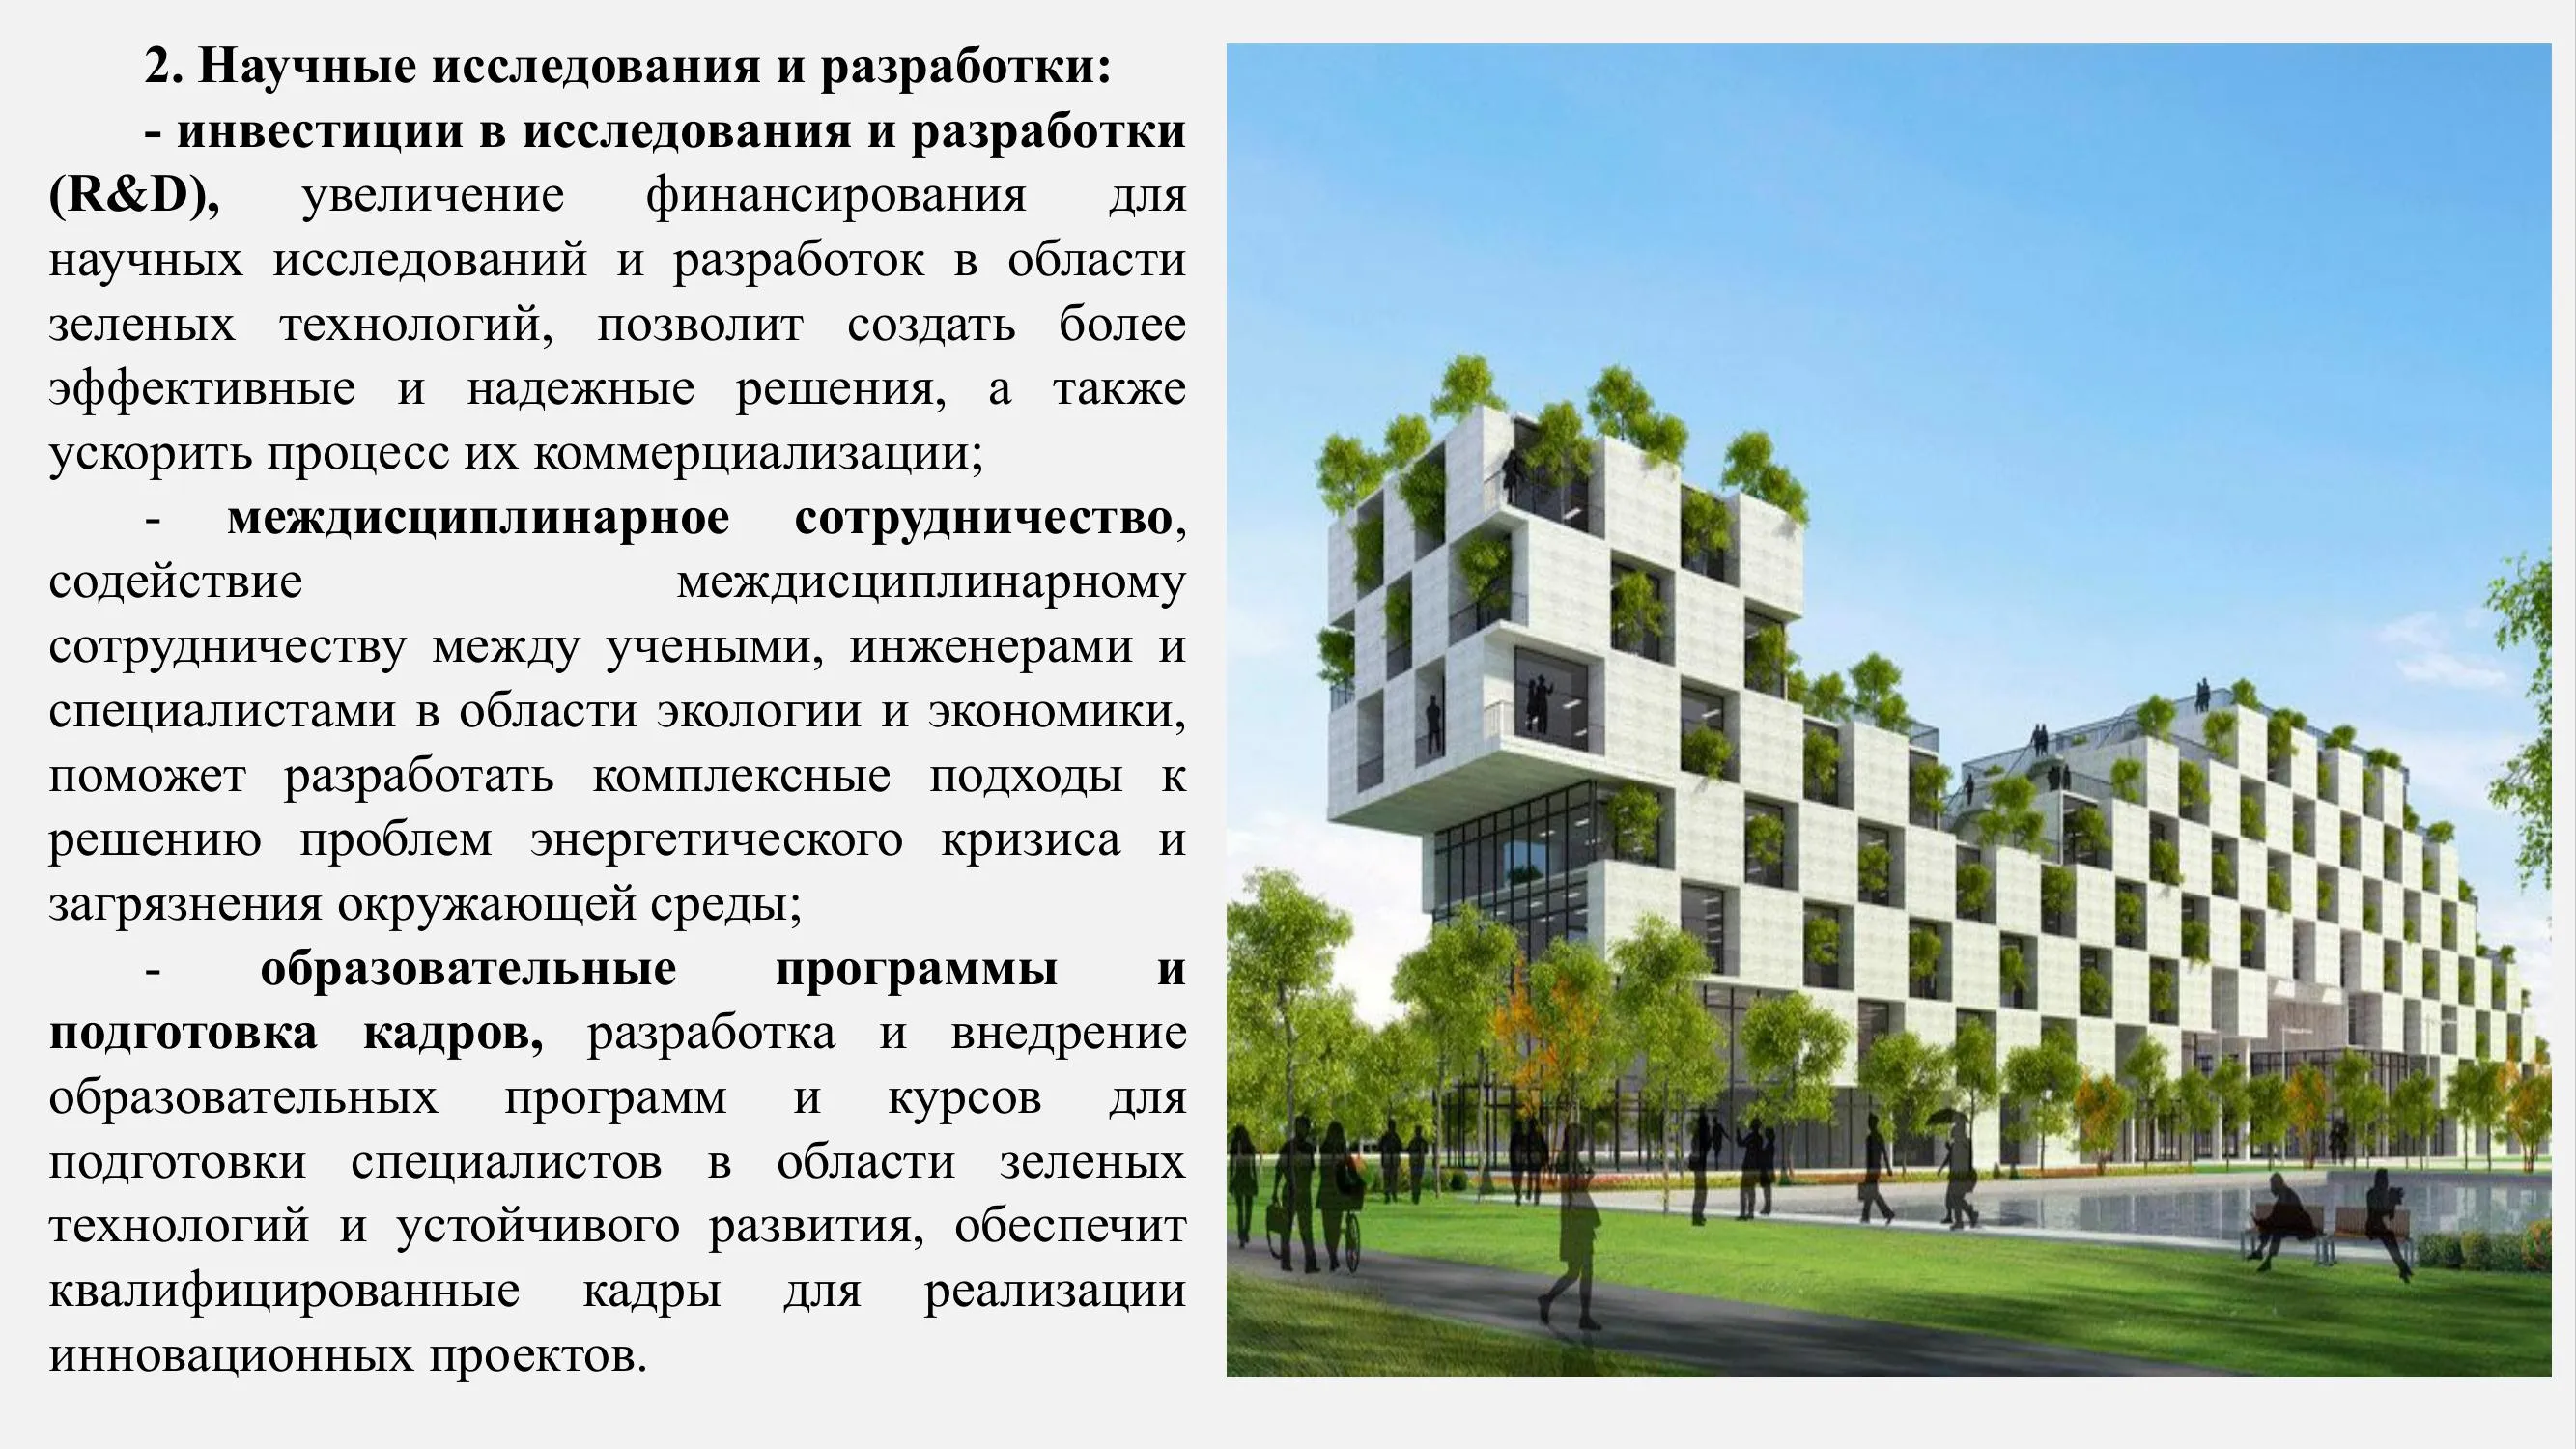 2. Научные исследования и разработки:
- инвестиции в исследования и разработки
(R&D), увеличение финансирования для
научных исследований и разработок в области
зеленых технологий, позволит создать более
эффективные и надежные решения, а также
ускорить процесс их коммерциализации;
- междисциплинарное сотрудничество,
содействие междисциплинарному
сотрудничеству между учеными, инженерами и
специалистами в области экологии и экономики,
поможет разработать комплексные подходы к
решению проблем энергетического кризиса и
загрязнения окружающей среды;
- образовательные программы и
подготовка кадров, разработка и внедрение
образовательных программ и курсов для
подготовки специалистов в области зеленых
технологий и устойчивого развития, обеспечит
квалифицированные кадры для реализации
инновационных проектов.